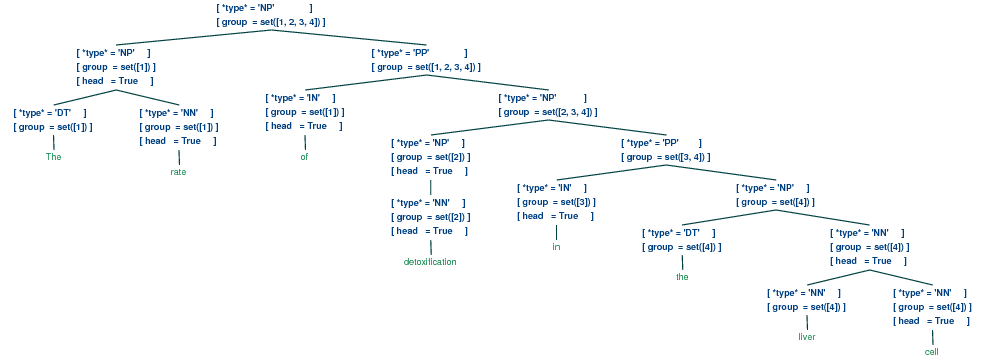 [ *type* = 'NP' ]
[ group = set([1, 2, 3, 4]) ]
[ *type* = 'NP' ]
[ group = set([1]) ]
[ head = True ]
[ *type* = 'PP' ]
[ group = set([1, 2, 3, 4]) ]
[ *type* = 'DT' ]
[ group = set([1]) ]
The
[ *type* = 'NN' ]
[ group = set([1]) ]
[ head = True ]
rate
[ *type* = 'IN' ]
[ group = set([1]) ]
[ head = True ]
of
[ *type* = 'NP' ]
[ group = set([2, 3, 4]) ]
[ *type* = 'NP' ]
[ group = set([2]) ]
[ head = True ]
[ *type* = 'NN' ]
[ group = set([2]) ]
[ head = True ]
detoxification
[ *type* = 'PP' ]
[ group = set([3, 4]) ]
[ *type* = 'IN' ]
[ group = set([3]) ]
[ head = True ]
in
[ *type* = 'NP' ]
[ group = set([4]) ]
[ *type* = 'DT' ]
[ group = set([4]) ]
the
[ *type* = 'NN' ]
[ group = set([4]) ]
[ head = True ]
[ *type* = 'NN' ]
[ group = set([4]) ]
liver
[ *type* = 'NN' ]
[ group = set([4]) ]
[ head = True ]
cell